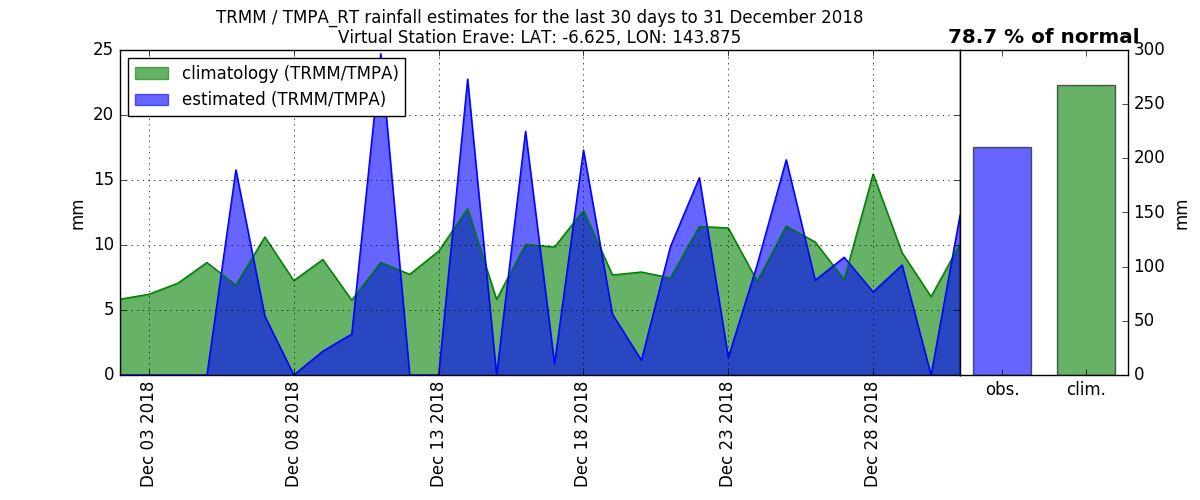 TRMM / TMPA_RT rainfall estimates for the last 30 days to 31 December 2018
Virtual Station Erave: LAT: -6.625, LON: 143.875
78.7 % of normal
climatology (TRMM/TMPA)
estimated (TRMM/TMPA)
25
20
15
10
5
0
mm
Dec 03 2018
Dec 08 2018
Dec 13 2018
Dec 18 2018
Dec 23 2018
Dec 28 2018
300
250
200
150
100
50
0
mm
obs.
clim.